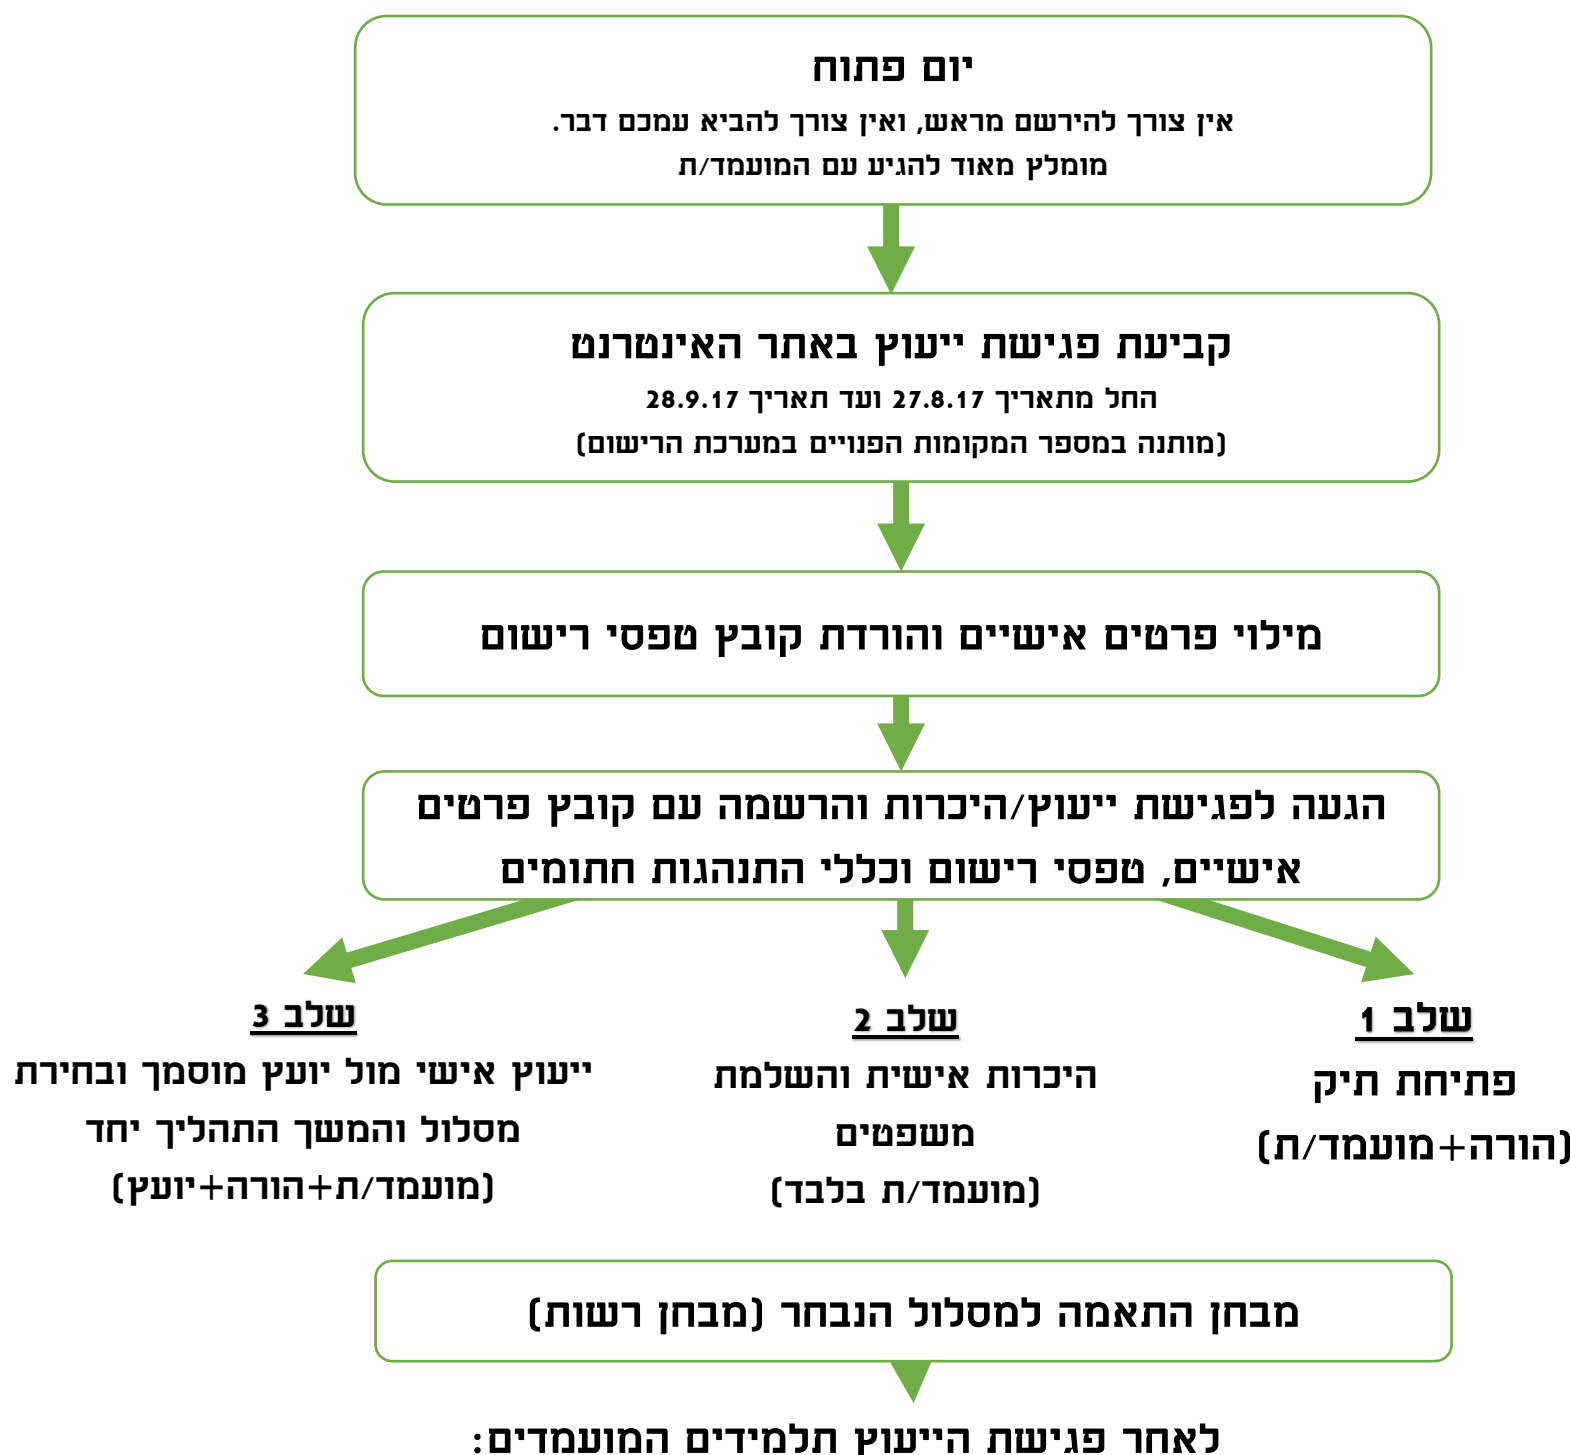 יום פתוח
אין צורך להירשם מראש, ואין צורך להביא עמכם דבר.
מומלץ מאוד להגיע עם המועמד/ת
קביעת פגישת ייעוץ באתר האינטרנט
החל מתאריך 27.8.17 ועד תאריך 28.9.17
(מותנה במספר המקומות הפנויים במערכת הרישום)
מילוי פרטים אישיים והורדת קובץ טפסי רישום
הגעה לפגישת ייעוץ/היכרות והרשמה עם קובץ פרטים
אישיים, טפסי רישום וכללי התנהגות חתומים
שלב 1
פתיחת תיק
(הורה+מועמד/ת)
שלב 2
היכרות אישית והשלמת
משפטים
(מועמד/ת בלבד)
שלב 3
ייעוץ אישי מול יועץ מוסמך ובחירת
מסלול והמשך התהליך יחד
(מועמד/ת+הורה+יועץ)
מבחן התאמה למסלול הנבחר (מבחן רשות)
לאחר פגישת הייעוץ תלמידים המועמדים: